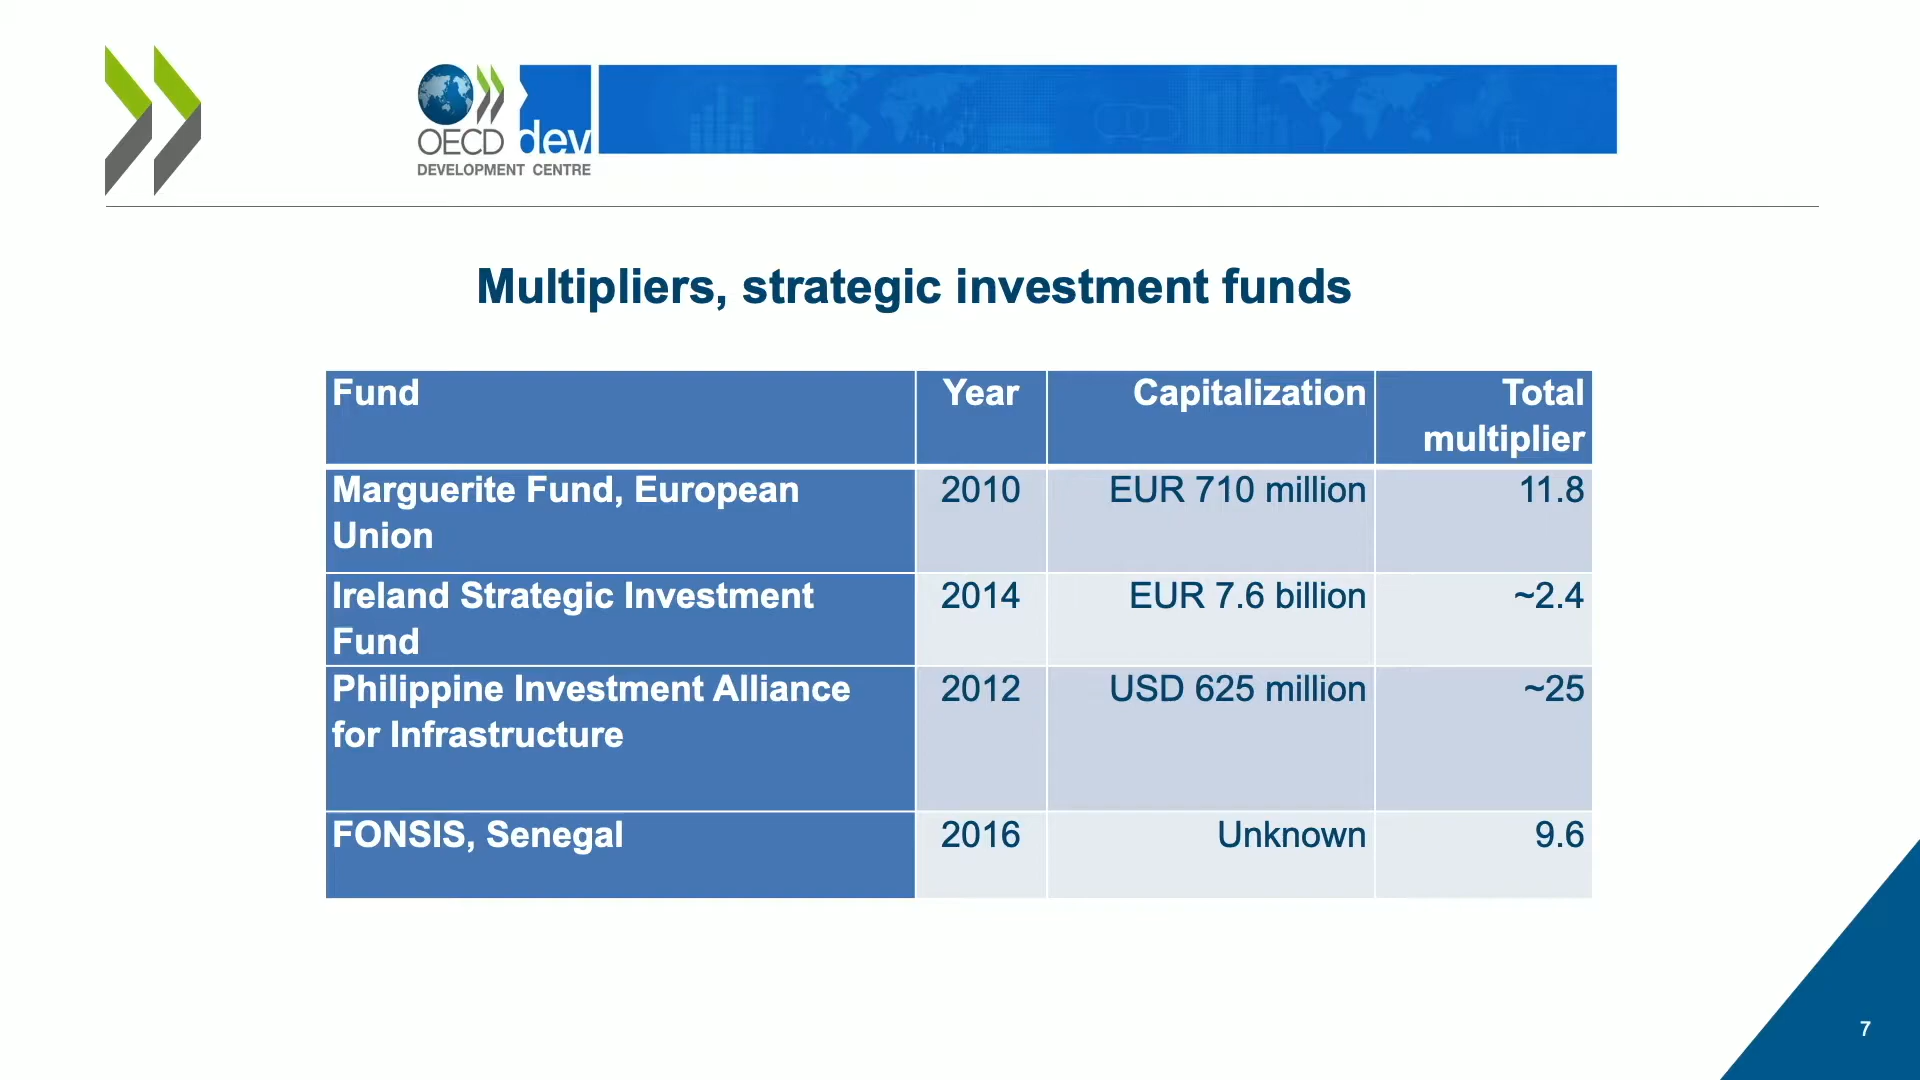 OECD dev
DEVELOPMENT CENTRE
Multipliers, strategic investment funds
Fund Year Capitalization Total
multiplier
Marguerite Fund, European 2010 EUR 710 million 11.8
Union
Ireland Strategic Investment 2014 EUR 7.6 billion ~2.4
Fund
Philippine Investment Alliance 2012 USD 625 million ~25
for Infrastructure
FONSIS, Senegal 2016 Unknown 9.6
7